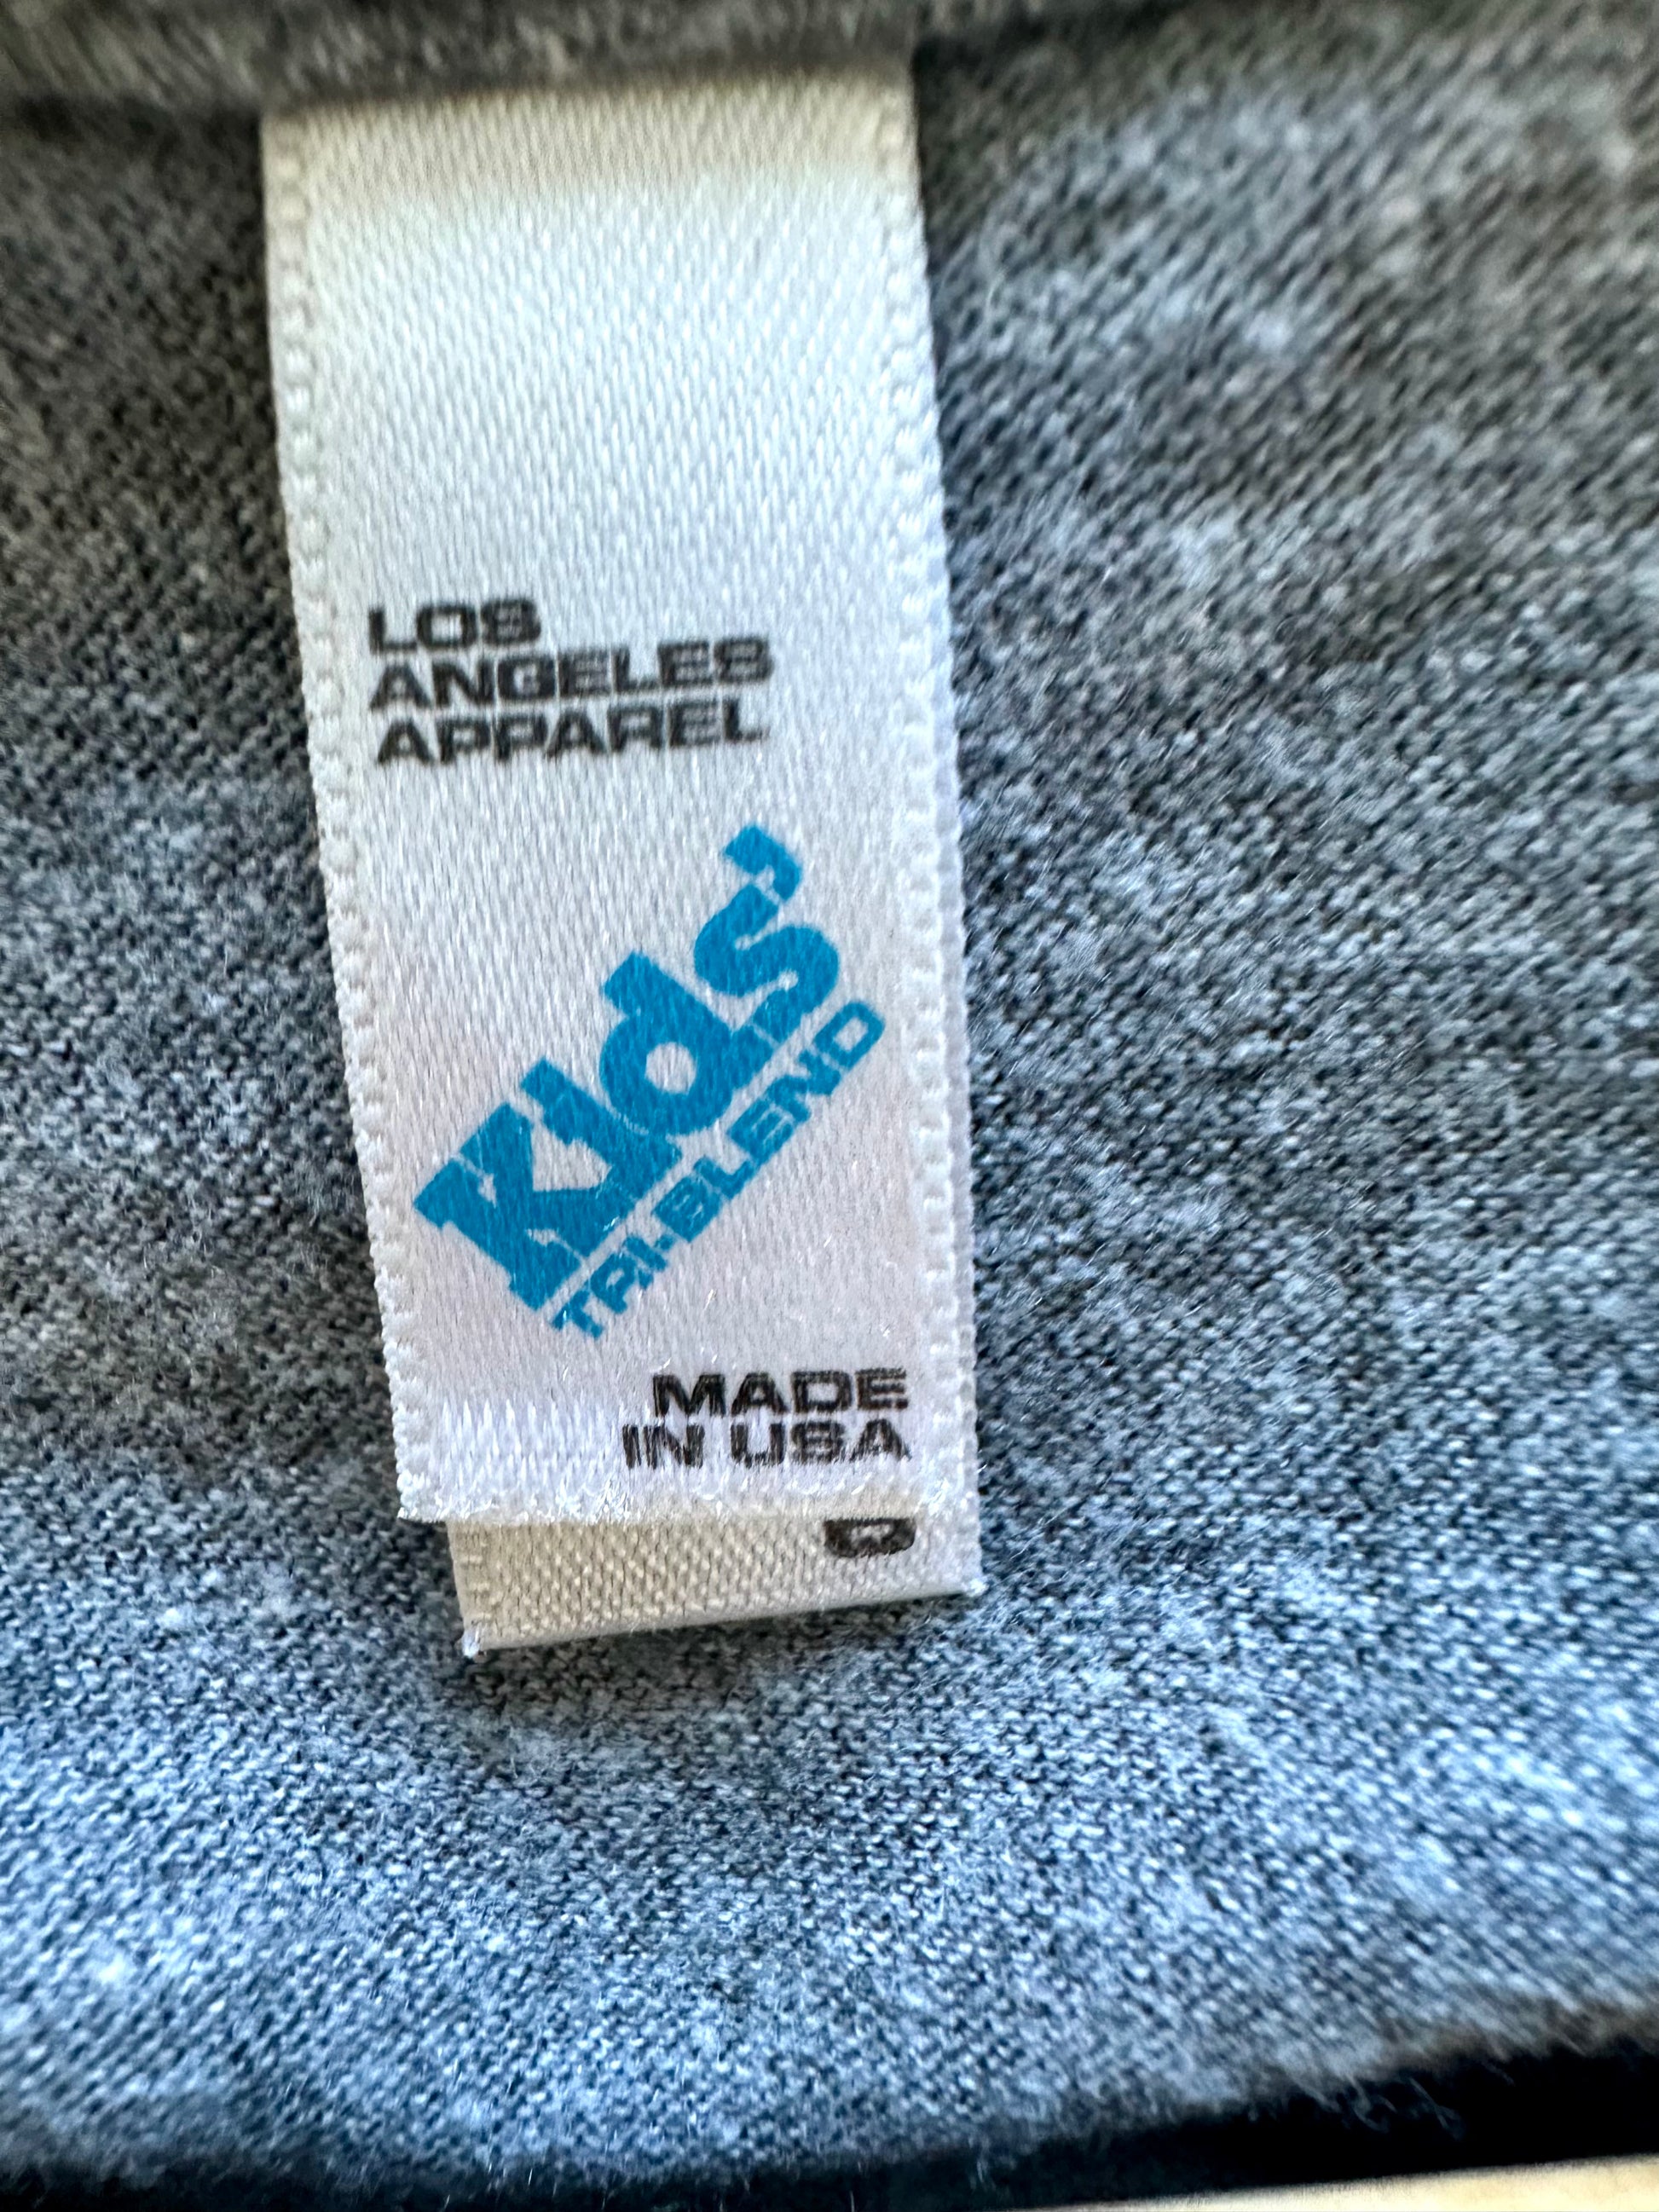 LOS
ANGELES
APPAREL
Kids'
TRI-BLEND
MADE
IN USA